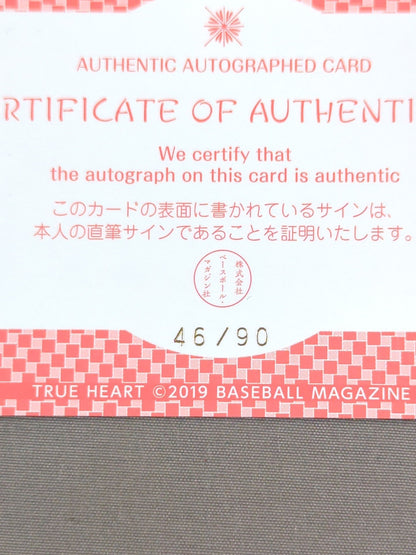 AUTHENTIC AUTOGRAPHED CARD
RTIFICATE OF AUTHENTI
We certify that
the autograph on this card is authentic
このカードの表面に書かれているサインは、
本人の直筆サインであることを証明いたします。
株式会社
ベースボール・
マガジン社
46/90
TRUE HEART ©2019 BASEBALL MAGAZINE